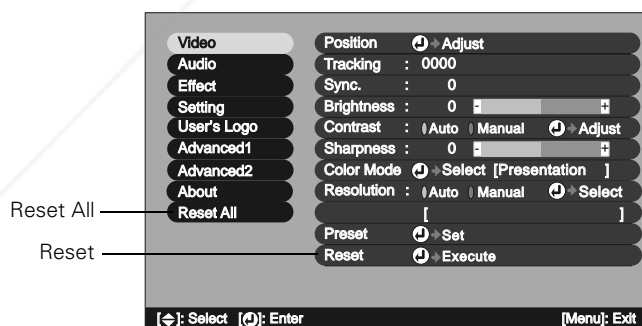 Video
Audio
Effect
Setting
User's Logo
Advanced1
Advanced2
About
Reset All
Position Adjust
Tracking : 0000
Sync. : 0
Brightness : 0 - +
Contrast : Auto Manual Adjust
Sharpness : 0 - +
Color Mode Select [Presentation ]
Resolution : Auto Manual Select
[ ]
Preset Set
Reset Execute
Reset All
Reset
[ ]: Select [ ]: Enter [Menu]: Exit